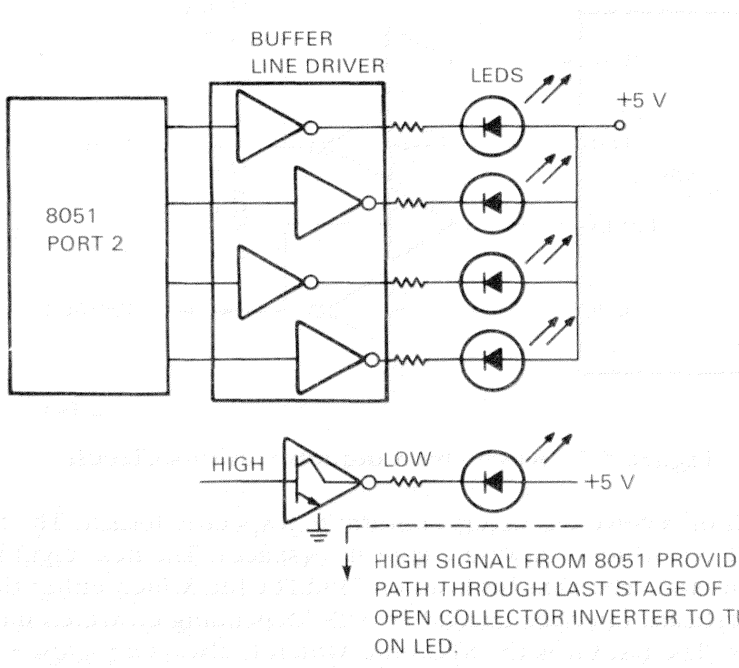 BUFFER
LINE DRIVER
LEDS
+5 V
8051
PORT 2
HIGH
LOW
+5 V
HIGH SIGNAL FROM 8051 PROVID
PATH THROUGH LAST STAGE OF
OPEN COLLECTOR INVERTER TO TU
ON LED.